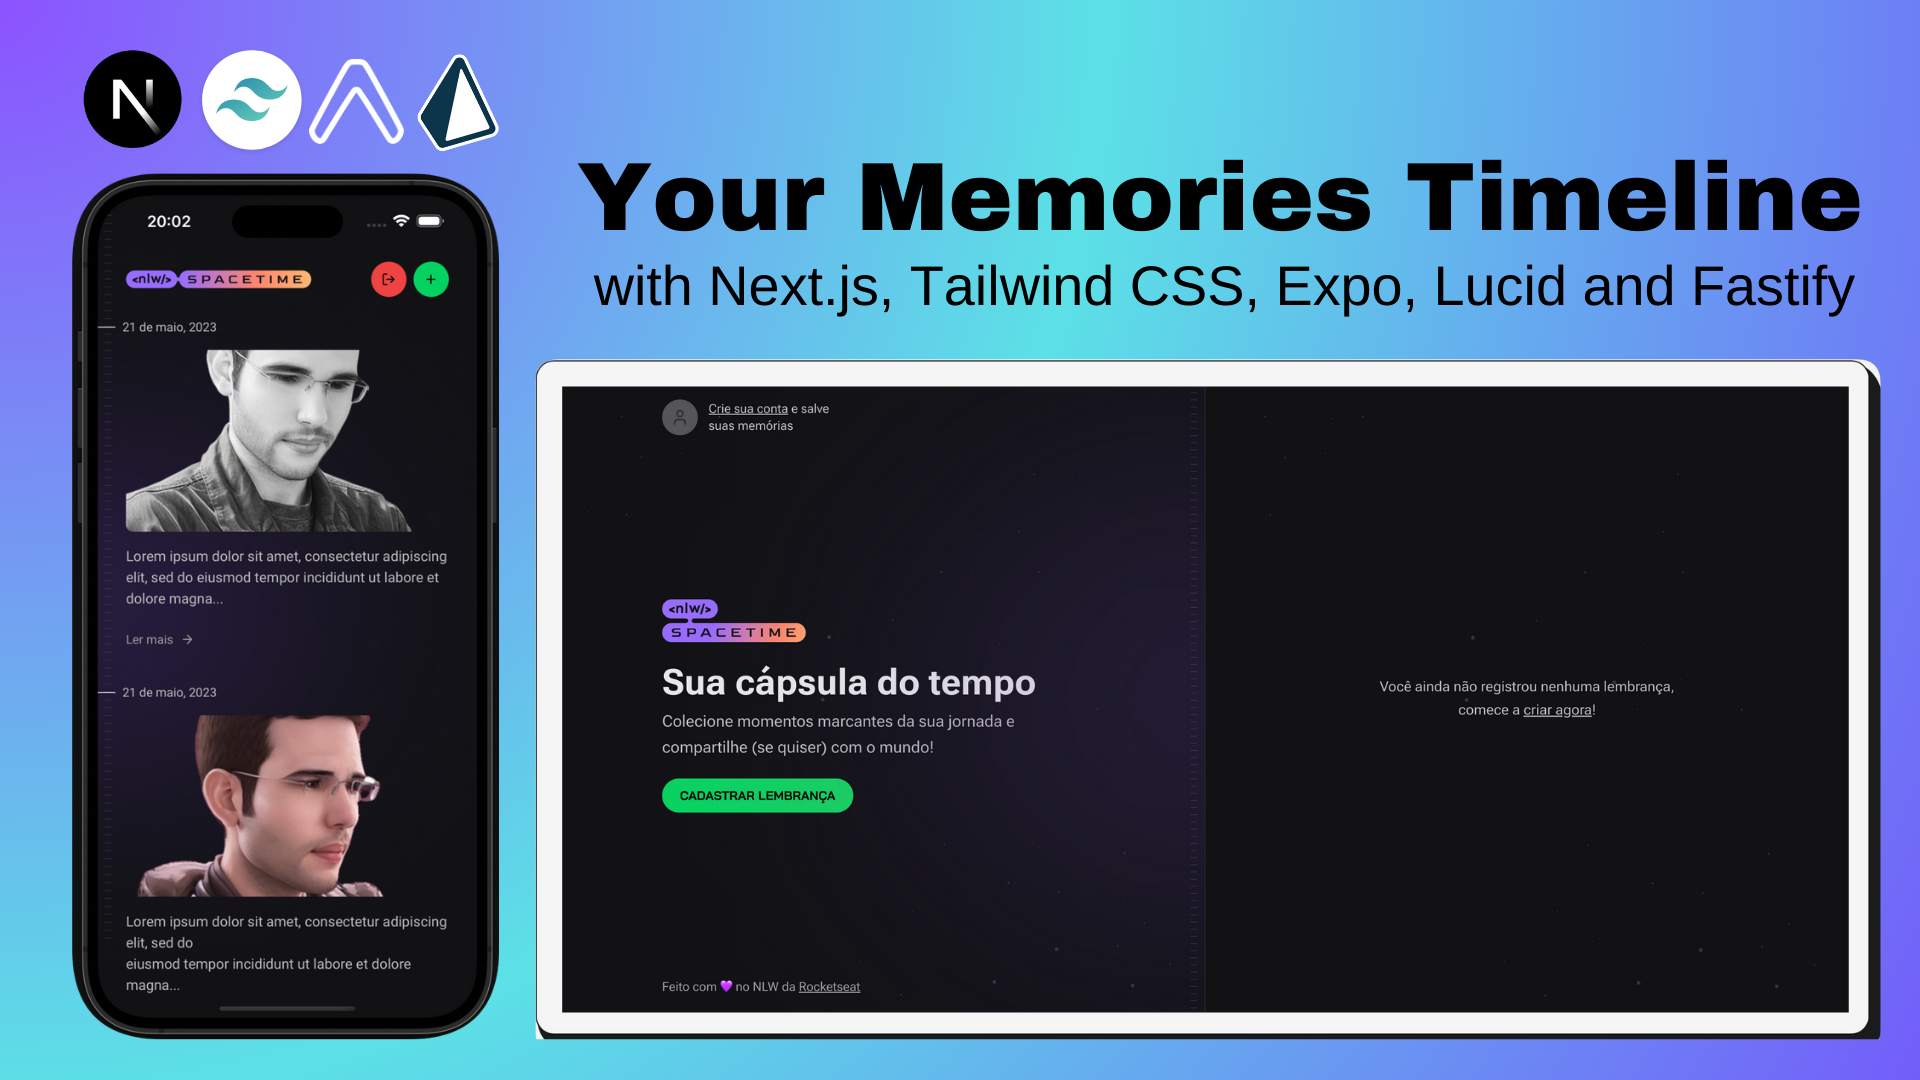 N
Your Memories Timeline
with Next.js, Tailwind CSS, Expo, Lucid and Fastify
20:02
<nlw/> SPACETIME
21 de maio, 2023
Lorem ipsum dolor sit amet, consectetur adipiscing
elit, sed do eiusmod tempor incididunt ut labore et
dolore magna...
Ler mais →
21 de maio, 2023
Lorem ipsum dolor sit amet, consectetur adipiscing
elit, sed do
eiusmod tempor incididunt ut labore et dolore
magna...
Crie sua conta e salve
suas memórias
<nlw/>
SPACETIME
Sua cápsula do tempo
Colecione momentos marcantes da sua jornada e
compartilhe (se quiser) com o mundo!
CADASTRAR LEMBRANÇA
Feito com 💜 no NLW da Rocketseat
Você ainda não registrou nenhuma lembrança,
comece a criar agora!